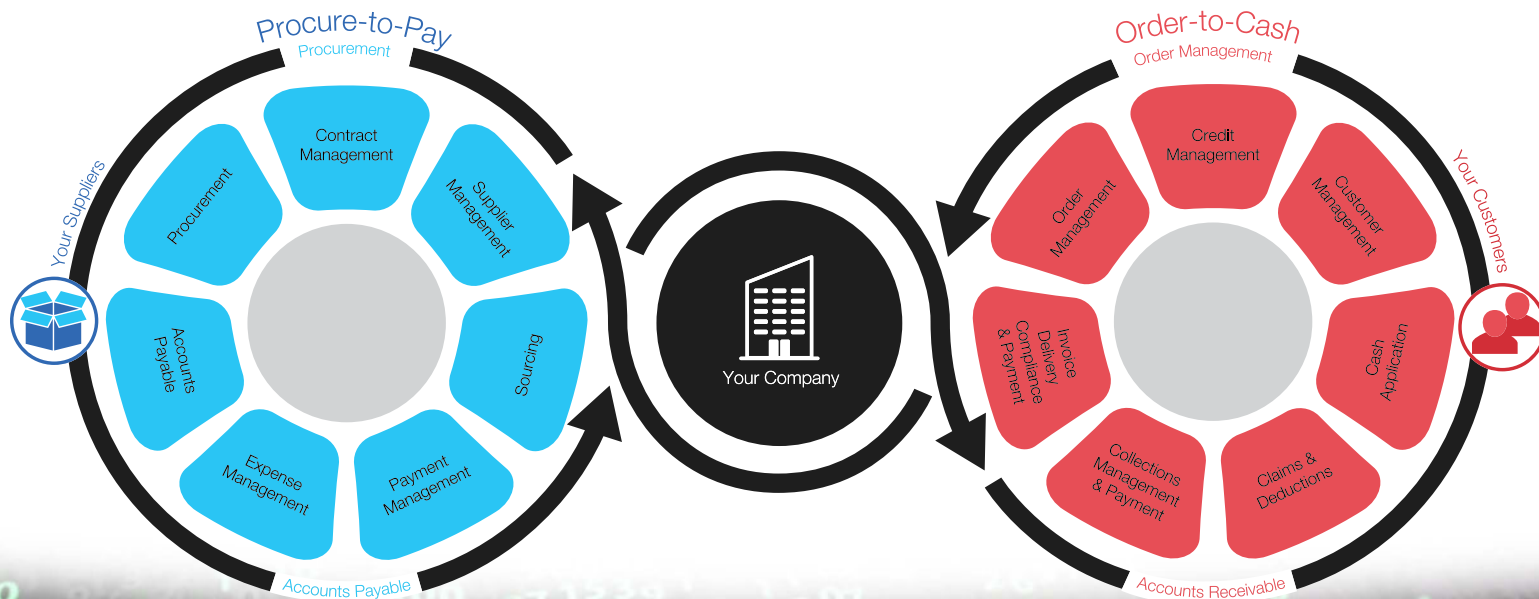 Procure-to-Pay
Procurement
Your Suppliers
Contract
Management
Supplier
Management
Procurement
Sourcing
Accounts
Payable
Expense
Management
Payment
Management
Accounts Payable
Your Company
Order-to-Cash
Order Management
Your Customers
Credit
Management
Customer
Management
Order
Management
Cash
Application
Invoice
Delivery
Compliance
& Payment
Collections
Management
& Payment
Claims &
Deductions
Accounts Receivable